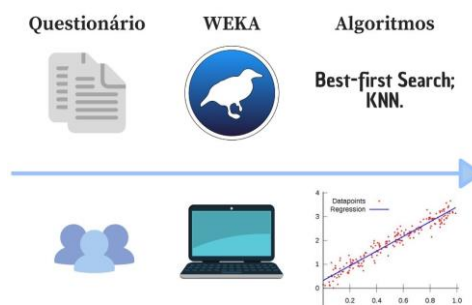 Questionário
WEKA
Algoritmos
Best-first Search;
KNN.
4
Datapoints
Regression
3
2
1
0
0.2
0.4
0.6
0.8
1.0